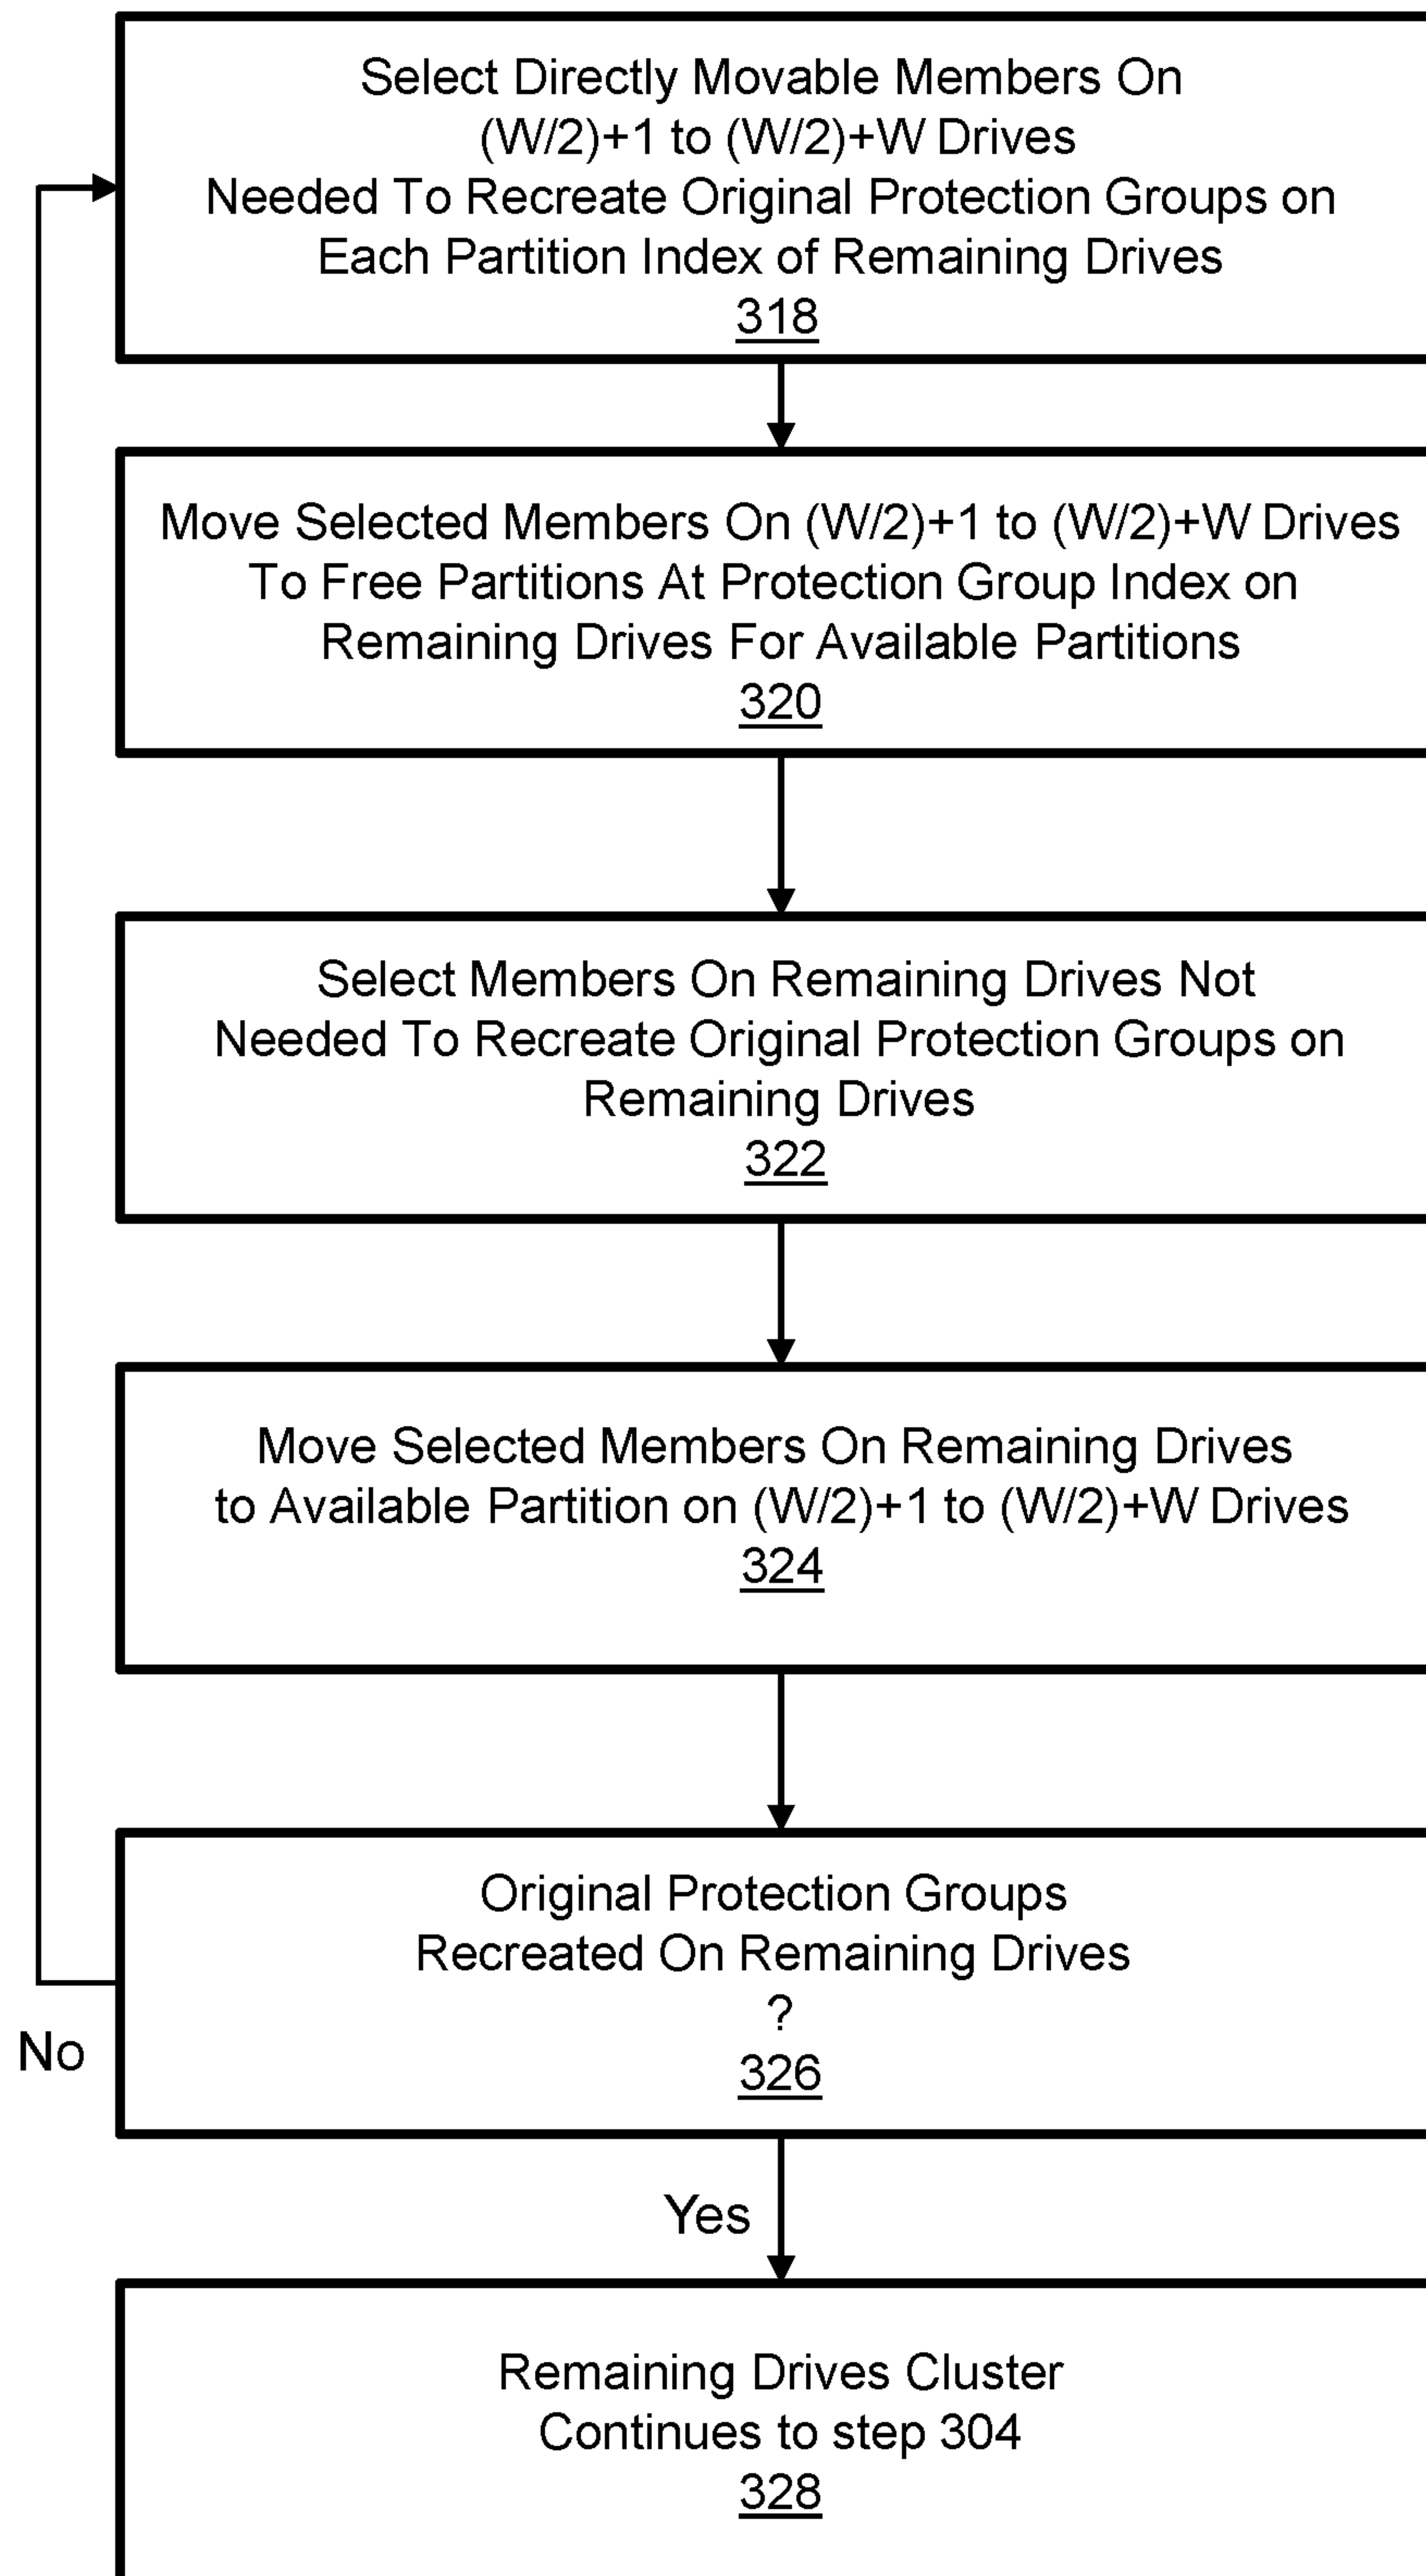 Select Directly Movable Members On
(W/2)+1 to (W/2)+W Drives
Needed To Recreate Original Protection Groups on
Each Partition Index of Remaining Drives
318
Move Selected Members On (W/2)+1 to (W/2)+W Drives
To Free Partitions At Protection Group Index on
Remaining Drives For Available Partitions
320
Select Members On Remaining Drives Not
Needed To Recreate Original Protection Groups on
Remaining Drives
322
Move Selected Members On Remaining Drives
to Available Partition on (W/2)+1 to (W/2)+W Drives
324
Original Protection Groups
Recreated On Remaining Drives
?
326
No
Yes
Remaining Drives Cluster
Continues to step 304
328